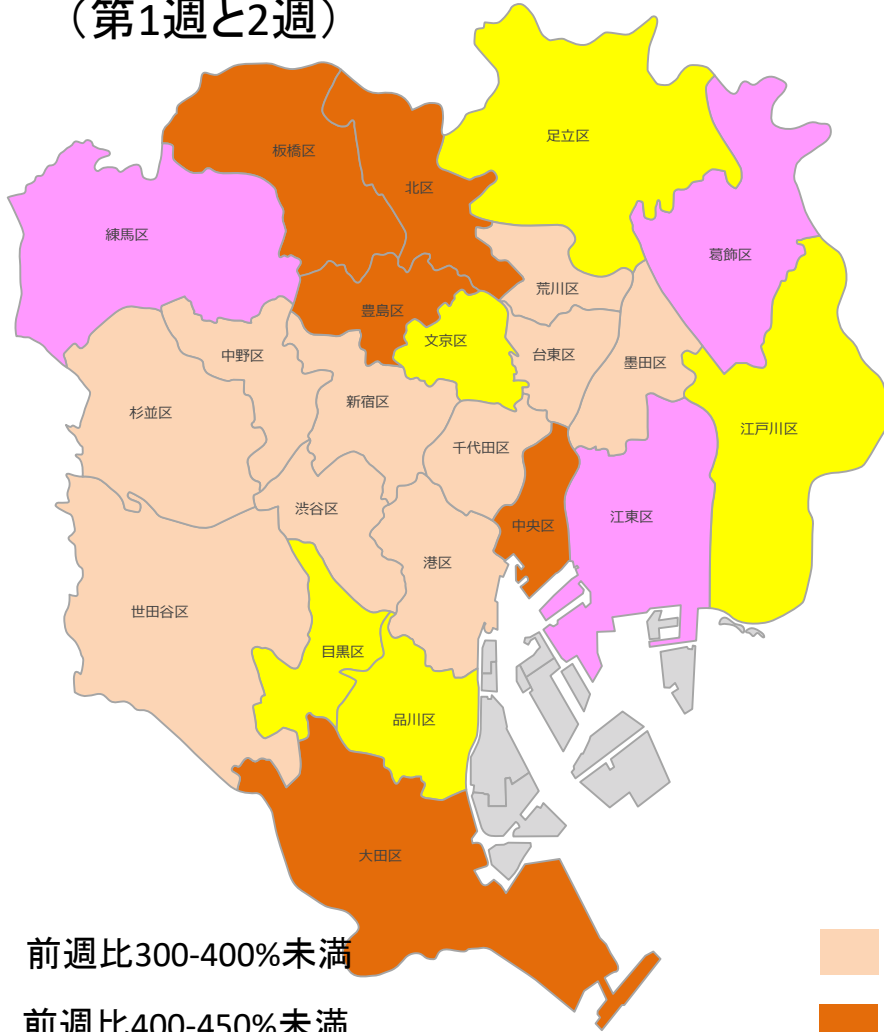 （第1週と2週）
足立区
板橋区
北区
練馬区
葛飾区
荒川区
豊島区
文京区
台東区
中野区
墨田区
新宿区
杉並区
江戸川区
千代田区
渋谷区
江東区
中央区
港区
世田谷区
目黒区
品川区
大田区
前週比300-400%未満
前週比400-450%未満